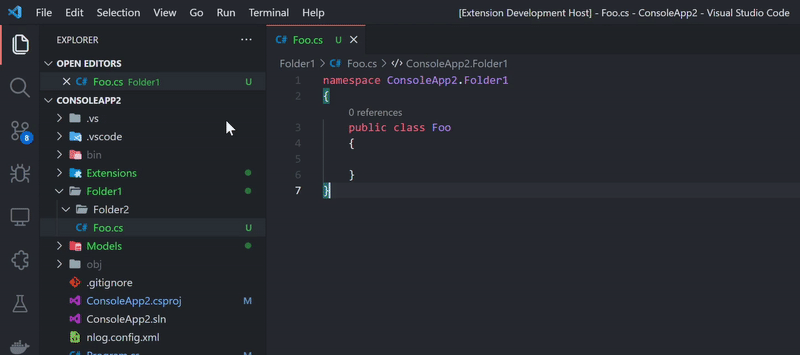 File Edit Selection View Go Run Terminal Help [Extension Development Host] - Foo.cs - ConsoleApp2 - Visual Studio Code
EXPLORER ···
OPEN EDITORS
C# Foo.cs Folder1 U
CONSOLEAPP2
.vs
.vscode
bin
Extensions
Folder1
Folder2
C# Foo.cs U
Models
obj
.gitignore
ConsoleApp2.csproj M
ConsoleApp2.sln
nlog.config.xml
Program.cs
8
C# Foo.cs U
Folder1 > C# Foo.cs > ConsoleApp2.Folder1
1 namespace ConsoleApp2.Folder1
2 {
0 references
3 public class Foo
4 {
5
6 }
7 }